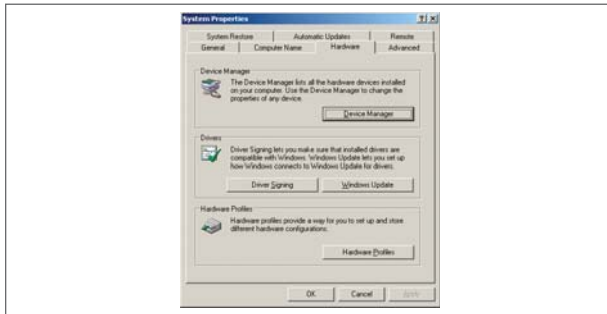 System Properties
System Restore Automatic Updates Remote
General Computer Name Hardware Advanced
Device Manager
The Device Manager lists all the hardware devices installed
on your computer. Use the Device Manager to change the
properties of any device.
Device Manager
Drivers
Driver Signing lets you make sure that installed drivers are
compatible with Windows. Windows Update lets you set up
how Windows connects to Windows Update for drivers.
Driver Signing Windows Update
Hardware Profiles
Hardware profiles provide a way for you to set up and store
different hardware configurations.
Hardware Profiles
OK Cancel Apply